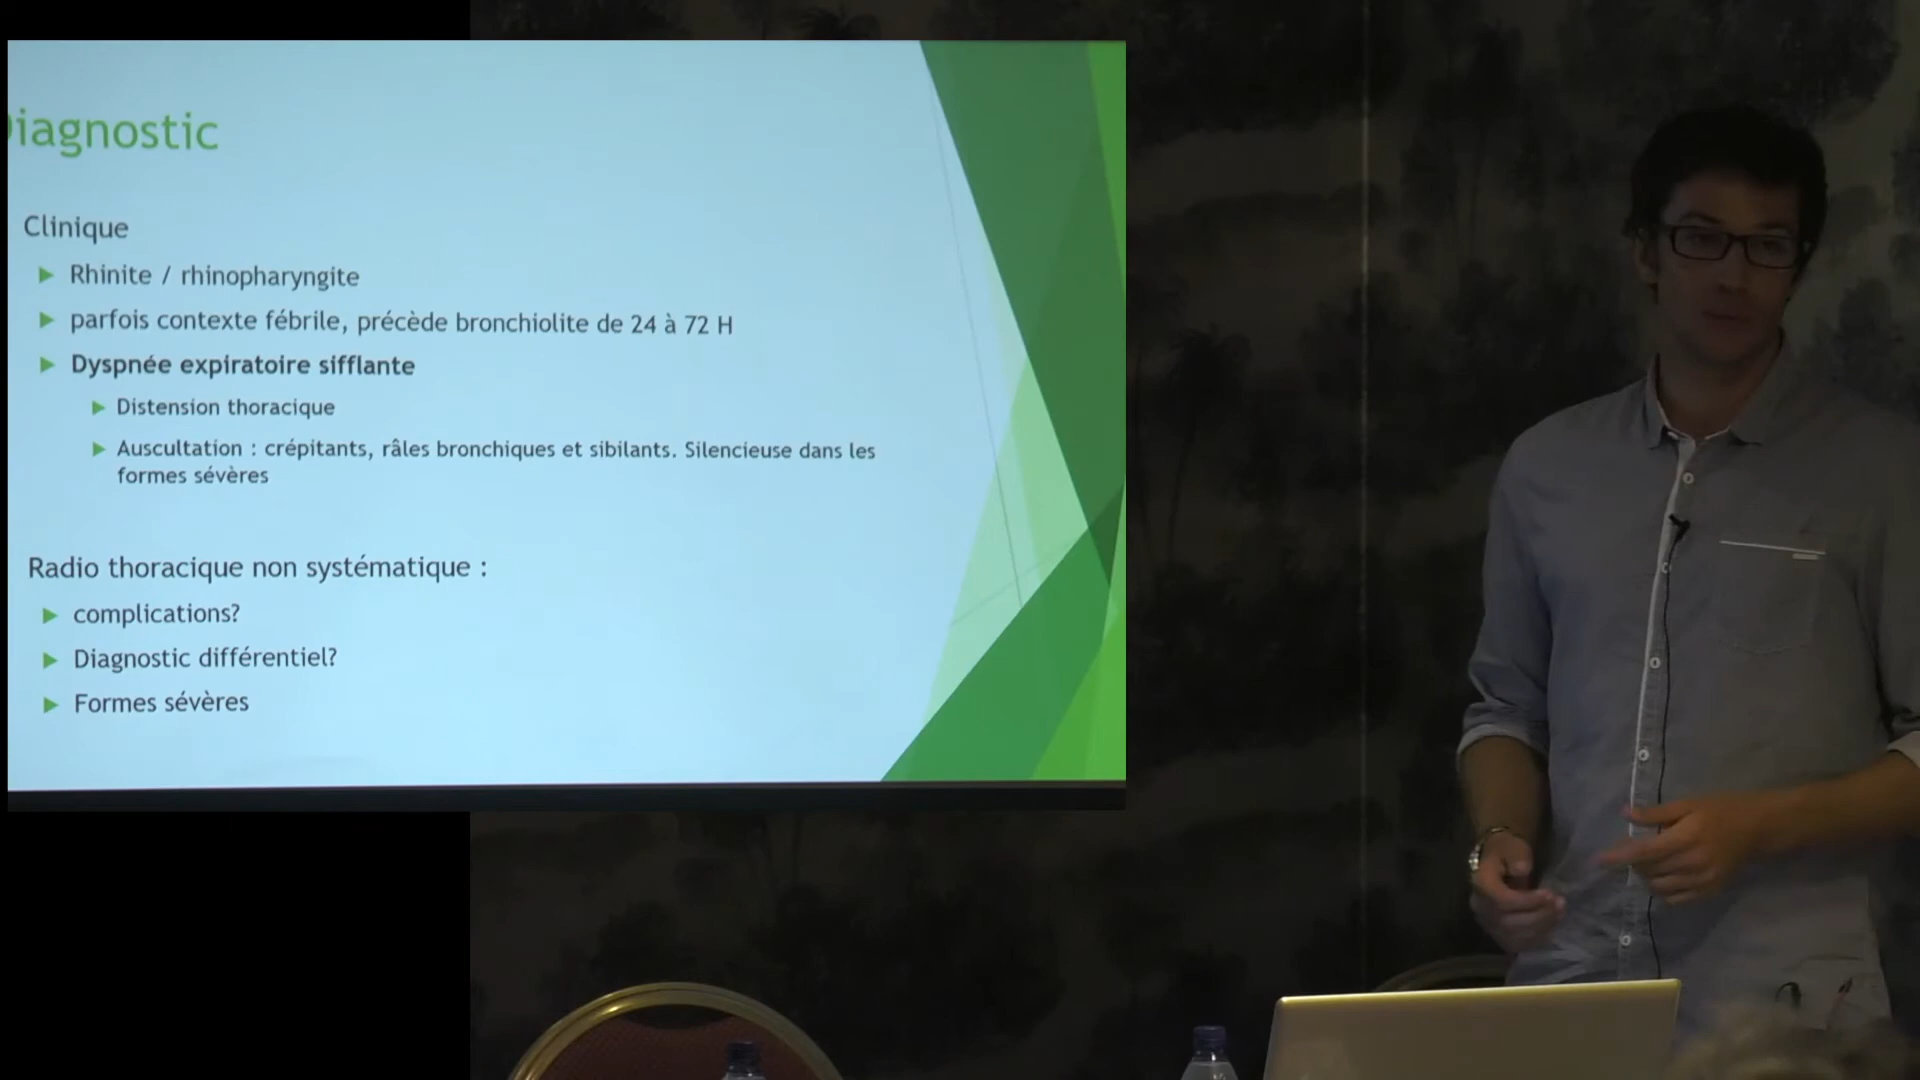 Diagnostic
Clinique
Rhinite / rhinopharyngite
parfois contexte fébrile, précède bronchiolite de 24 à 72 H
Dyspnée expiratoire sifflante
Distension thoracique
Auscultation : crépitants, râles bronchiques et sibilants. Silencieuse dans les
formes sévères
Radio thoracique non systématique :
complications?
Diagnostic différentiel?
Formes sévères